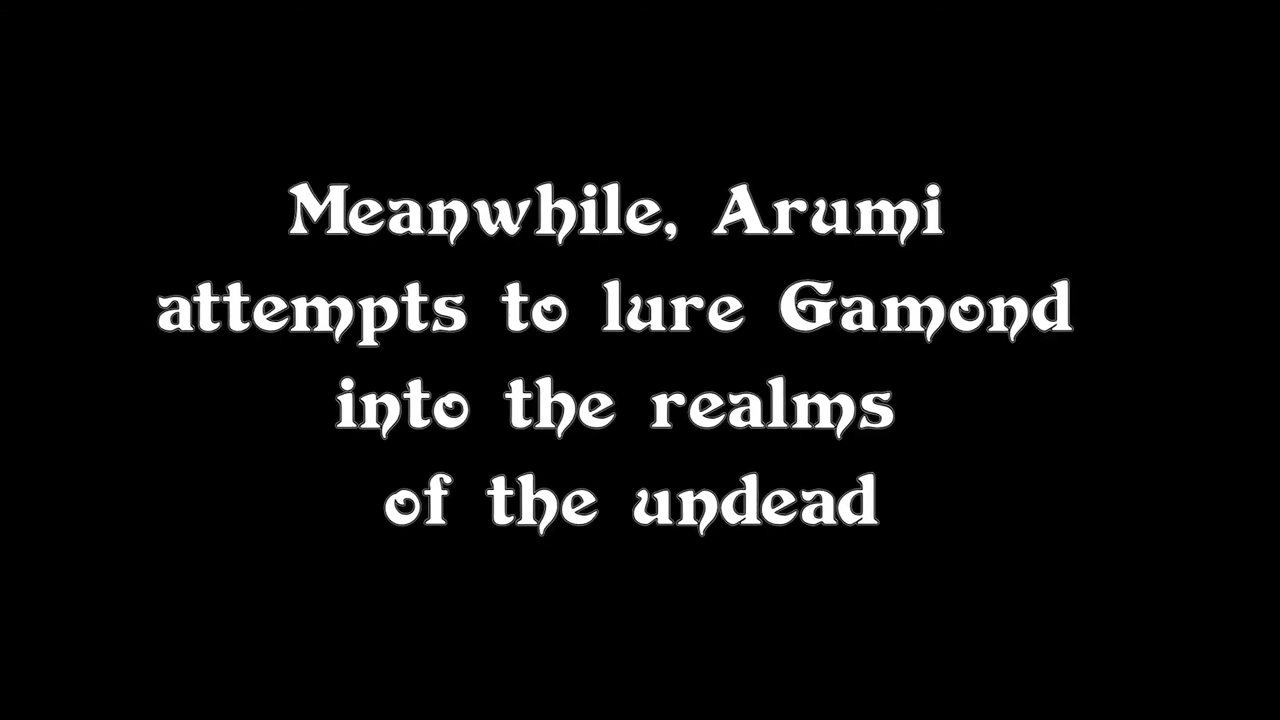 Meanwhile, Arumi
attempts to lure Gamond
into the realms
of the undead